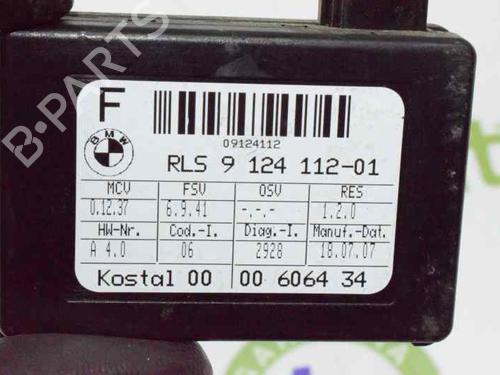 B-PARTS
F
BMW
09124112
RLS 9 124 112-01
MCV FSV OSV RES
0.12.37 6.9.41 -.-.- 1.2.0
HW-Nr. Cod.-I. Diag.-I. Manuf.-Dat.
A 4.0 06 2928 18.07.07
Kostal 00 00 6064 34